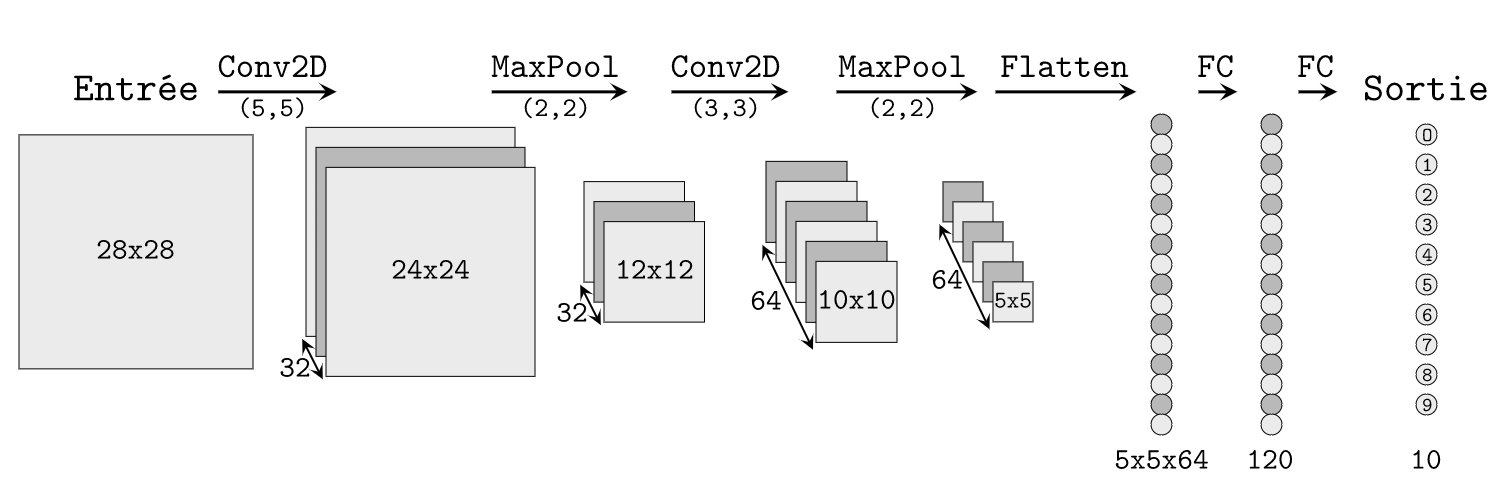 Entrée
Conv2D
(5,5)
MaxPool
(2,2)
Conv2D
(3,3)
MaxPool
(2,2)
Flatten
FC
FC
Sortie
28x28
24x24
32
12x12
32
10x10
64
5x5
64
0
1
2
3
4
5
6
7
8
9
5x5x64
120
10